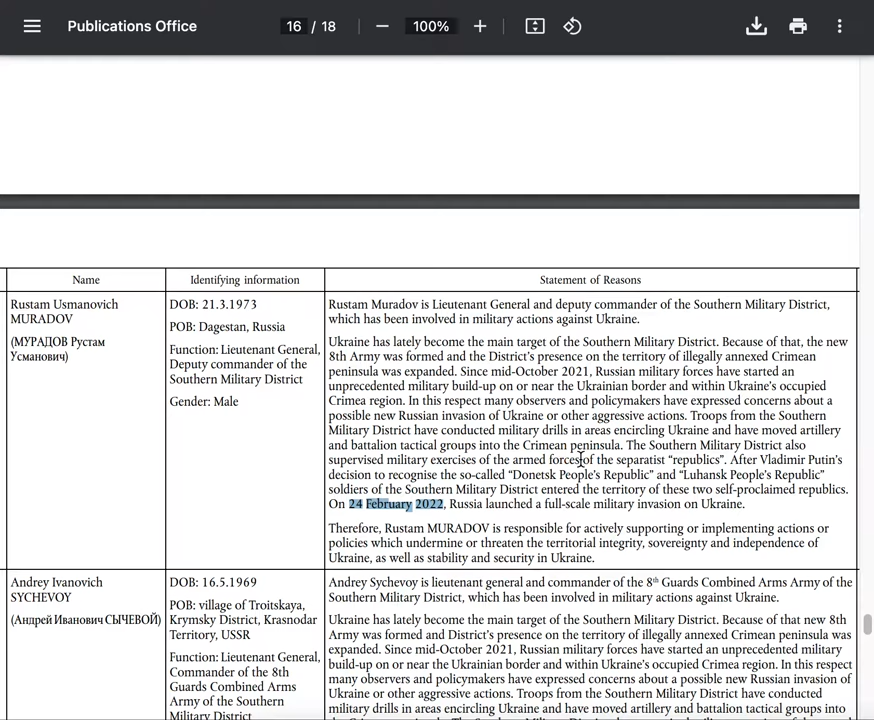 Publications Office
16 / 18
100%
Name
Identifying information
Statement of Reasons
Rustam Usmanovich
MURADOV
(МУРАДОВ Рустам
Усманович)
DOB: 21.3.1973
POB: Dagestan, Russia
Function: Lieutenant General,
Deputy commander of the
Southern Military District
Gender: Male
Rustam Muradov is Lieutenant General and deputy commander of the Southern Military District,
which has been involved in military actions against Ukraine.
Ukraine has lately become the main target of the Southern Military District. Because of that, the new
8th Army was formed and the District’s presence on the territory of illegally annexed Crimean
peninsula was expanded. Since mid-October 2021, Russian military forces have started an
unprecedented military build-up on or near the Ukrainian border and within Ukraine’s occupied
Crimea region. In this respect many observers and policymakers have expressed concerns about a
possible new Russian invasion of Ukraine or other aggressive actions. Troops from the Southern
Military District have conducted military drills in areas encircling Ukraine and have moved artillery
and battalion tactical groups into the Crimean peninsula. The Southern Military District also
supervised military exercises of the armed forces of the separatist “republics”. After Vladimir Putin’s
decision to recognise the so-called “Donetsk People’s Republic” and “Luhansk People’s Republic”
soldiers of the Southern Military District entered the territory of these two self-proclaimed republics.
On 24 February 2022, Russia launched a full-scale military invasion on Ukraine.
Therefore, Rustam MURADOV is responsible for actively supporting or implementing actions or
policies which undermine or threaten the territorial integrity, sovereignty and independence of
Ukraine, as well as stability and security in Ukraine.
Andrey Ivanovich
SYCHEVOY
(Андрей Иванович СЫЧЕВОЙ)
DOB: 16.5.1969
POB: village of Troitskaya,
Krymsky District, Krasnodar
Territory, USSR
Function: Lieutenant General,
Commander of the 8th
Guards Combined Arms
Army of the Southern
Military District
Andrey Sychevoy is lieutenant general and commander of the 8th Guards Combined Arms Army of the
Southern Military District, which has been involved in military actions against Ukraine.
Ukraine has lately become the main target of the Southern Military District. Because of that new 8th
Army was formed and District’s presence on the territory of illegally annexed Crimean peninsula was
expanded. Since mid-October 2021, Russian military forces have started an unprecedented military
build-up on or near the Ukrainian border and within Ukraine’s occupied Crimea region. In this respect
many observers and policymakers have expressed concerns about a possible new Russian invasion of
Ukraine or other aggressive actions. Troops from the Southern Military District have conducted
military drills in areas encircling Ukraine and have moved artillery and battalion tactical groups into